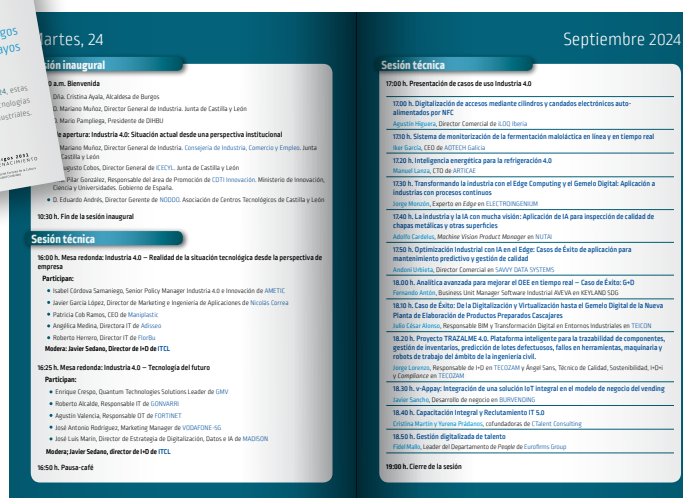 gos
ayos
24, estás
cnologías
ustriales.
Martes, 24
Sesión inaugural
a.m. Bienvenida
Dña. Cristina Ayala, Alcaldesa de Burgos
D. Mariano Muñoz, Director General de Industria. Junta de Castilla y León
D. Mario Pampliega, Presidente de DIHBU
de apertura: Industria 4.0: Situación actual desde una perspectiva institucional
Mariano Muñoz, Director General de Industria. Consejería de Industria, Comercio y Empleo. Junta
Castilla y León
Augusto Cobos, Director General de ICECYL. Junta de Castilla y León
Pilar González, Responsable del área de Promoción de CDTI Innovación. Ministerio de Innovación,
Ciencia y Universidades. Gobierno de España.
• D. Eduardo Andrés, Director Gerente de NODDO. Asociación de Centros Tecnológicos de Castilla y León
10:30 h. Fin de la sesión inaugural
Sesión técnica
16:00 h. Mesa redonda: Industria 4.0 – Realidad de la situación tecnológica desde la perspectiva de
empresa
Participan:
• Isabel Córdova Samaniego, Senior Policy Manager Industria 4.0 e Innovación de AMETIC
• Javier García López, Director de Marketing e Ingeniería de Aplicaciones de Nicolás Correa
• Patricia Cob Ramos, CEO de Maniplastic
• Angélica Medina, Directora IT de Adisseo
• Roberto Herrero, Director IT de FlorBu
Modera: Javier Sedano, Director de I+D de ITCL
16:25 h. Mesa redonda: Industria 4.0 – Tecnología del futuro
Participan:
• Enrique Crespo, Quantum Technologies Solutions Leader de GMV
• Roberto Alcalde, Responsable IT de GONVARRI
• Agustín Valencia, Responsable OT de FORTINET
• José Antonio Rodríguez, Marketing Manager de VODAFONE-5G
• José Luis Marín, Director de Estrategia de Digitalización, Datos e IA de MADISON
Modera; Javier Sedano, director de I+D de ITCL
16:50 h. Pausa-café
Septiembre 2024
Sesión técnica
17:00 h. Presentación de casos de uso Industria 4.0
17.00 h. Digitalización de accesos mediante cilindros y candados electrónicos auto-
alimentados por NFC
Agustín Higuera, Director Comercial de iLOQ Iberia
17.10 h. Sistema de monitorización de la fermentación maloláctica en línea y en tiempo real
Iker García, CEO de AOTECH Galicia
17.20 h. Inteligencia energética para la refrigeración 4.0
Manuel Lanza, CTO de ARTICAE
17.30 h. Transformando la industria con el Edge Computing y el Gemelo Digital: Aplicación a
industrias con procesos continuos
Jorge Monzón, Experto en Edge en ELECTROINGENIUM
17.40 h. La industria y la IA con mucha visión: Aplicación de IA para inspección de calidad de
chapas metálicas y otras superficies
Adolfo Cardelus, Machine Vision Product Manager en NUTAI
17.50 h. Optimización Industrial con IA en el Edge: Casos de Éxito de aplicación para
mantenimiento predictivo y gestión de calidad
Andoni Urbieta, Director Comercial en SAVVY DATA SYSTEMS
18.00 h. Analítica avanzada para mejorar el OEE en tiempo real – Caso de Éxito: G+D
Fernando Antón, Business Unit Manager Software Industrial AVEVA en KEYLAND SDG
18.10 h. Caso de Éxito: De la Digitalización y Virtualización hasta el Gemelo Digital de la Nueva
Planta de Elaboración de Productos Preparados Cascajares
Julio César Alonso, Responsable BIM y Transformación Digital en Entornos Industriales en TEICON
18.20 h. Proyecto TRAZALME 4.0. Plataforma inteligente para la trazabilidad de componentes,
gestión de inventarios, predicción de lotes defectuosos, fallos en herramientas, maquinaria y
robots de trabajo del ámbito de la ingeniería civil.
Jorge Lorenzo, Responsable de I+D en TECOZAM y Ángel Sans, Técnico de Calidad, Sostenibilidad, I+D+i
y Compliance en TECOZAM
18.30 h. v-Appay: Integración de una solución IoT integral en el modelo de negocio del vending
Javier Sancho, Desarrollo de negocio en BURVENDING
18.40 h. Capacitación Integral y Reclutamiento IT 5.0
Cristina Martín y Yurena Prádanos, cofundadoras de CTalent Consulting
18.50 h. Gestión digitalizada de talento
Fidel Mallo, Leader del Departamento de People de Eurofirms Group
19:00 h. Cierre de la sesión